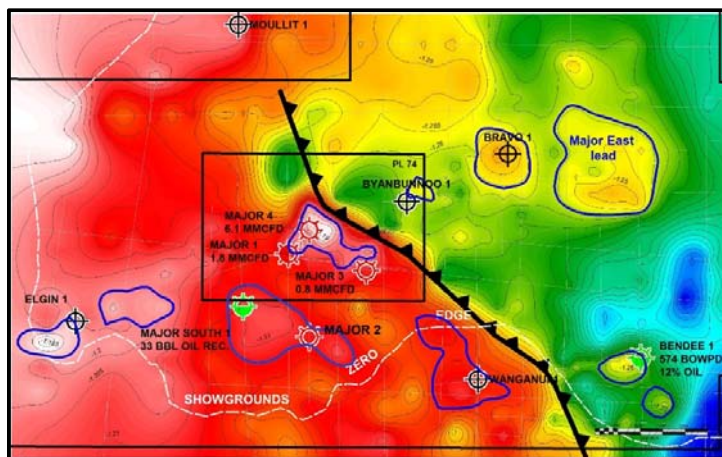 MOULLIT 1
BRAVO 1
Major East
lead
PL 74
BYANBUNNOO 1
MAJOR 4
6.1 MMCFD
MAJOR 1
1.8 MMCFD
MAJOR 3
0.8 MMCFD
ELGIN 1
MAJOR SOUTH 1
33 BBL OIL REC.
MAJOR 2
EDGE
ZERO
SHOWGROUNDS
WANGANUI 1
BENDEE 1
574 BOWPD
12% OIL